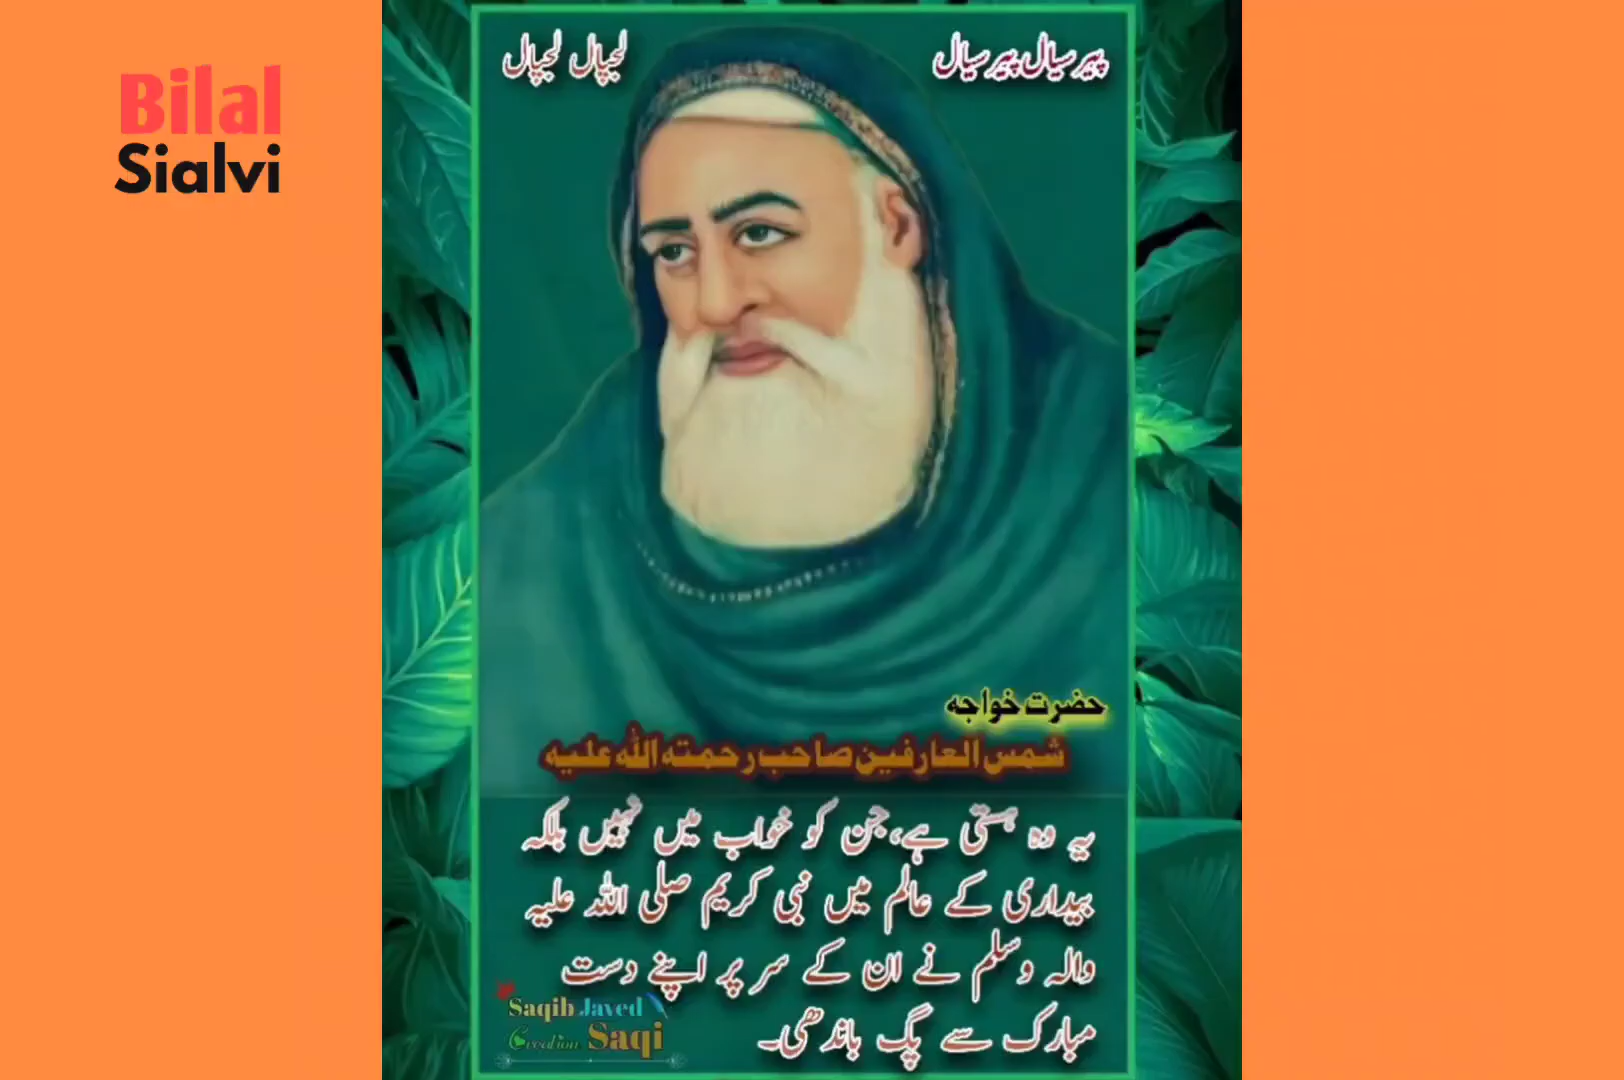 Bilal
Sialvi
پیر سیال پیر سیال
لجپال لجپال
حضرت خواجہ
شمس العارفین صاحب رحمتہ اللہ علیہ
یہ وہ ہستی ہے، جن کو خواب میں نہیں بلکہ
بیداری کے عالم میں نبی کریم صلی اللہ علیہ
والہ وسلم نے ان کے سر پر اپنے دست
مبارک سے پگ باندھی۔
Saqib Javed
Creation Saqi